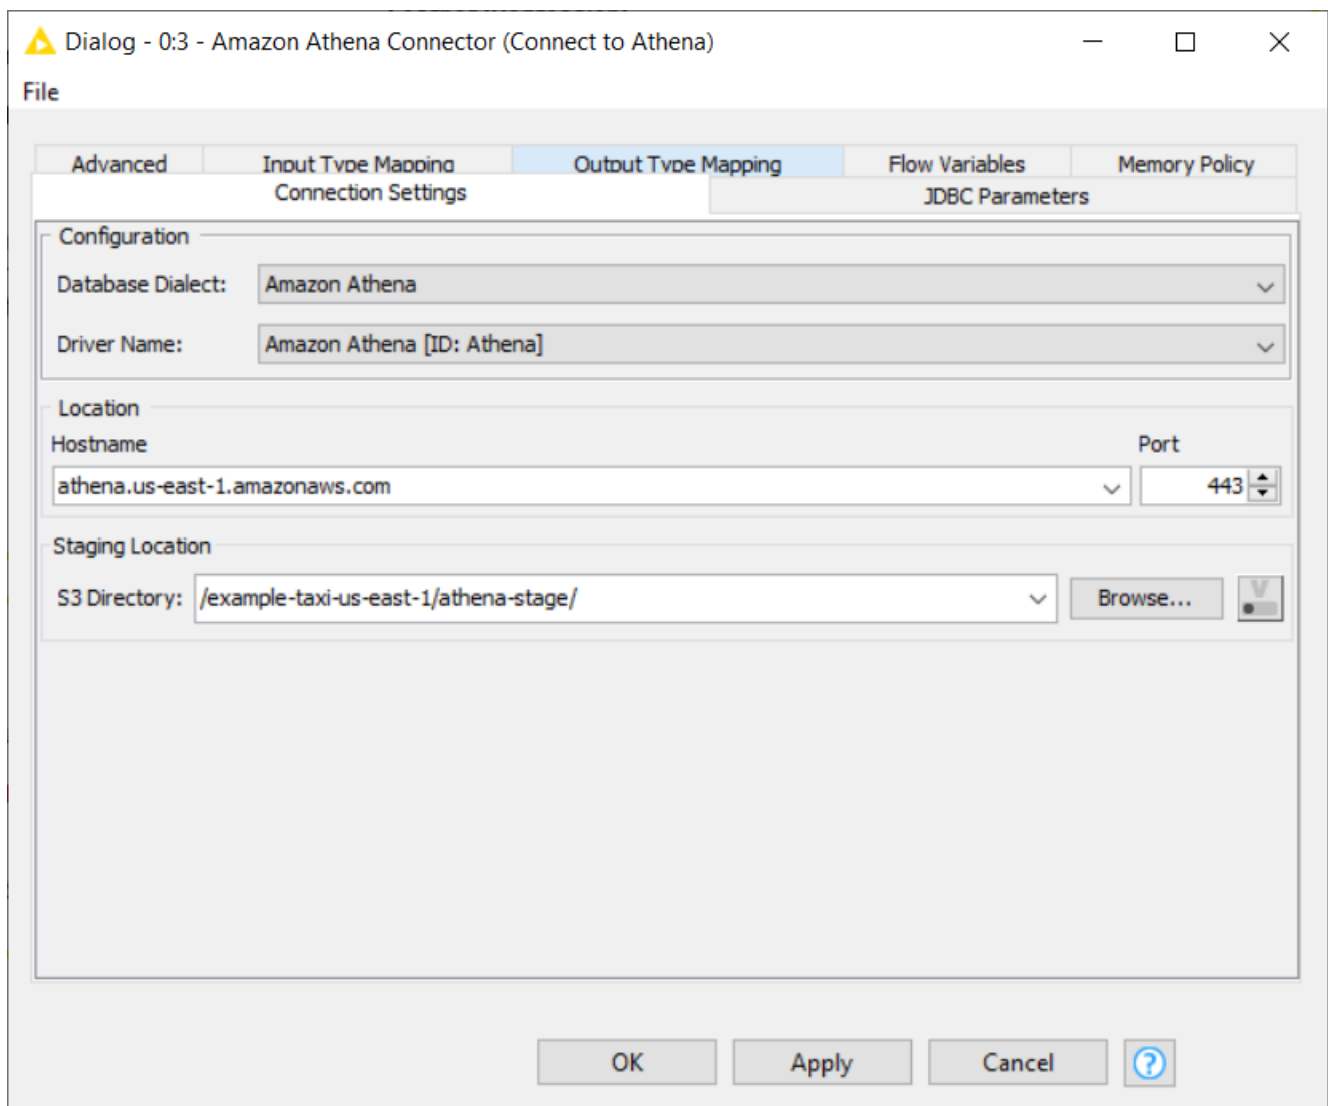 Dialog - 0:3 - Amazon Athena Connector (Connect to Athena)
File
Advanced Input Type Mapping Output Type Mapping Flow Variables Memory Policy
Connection Settings JDBC Parameters
Configuration
Database Dialect: Amazon Athena
Driver Name: Amazon Athena [ID: Athena]
Location
Hostname Port
athena.us-east-1.amazonaws.com 443
Staging Location
S3 Directory: /example-taxi-us-east-1/athena-stage/ Browse... V
OK Apply Cancel ?